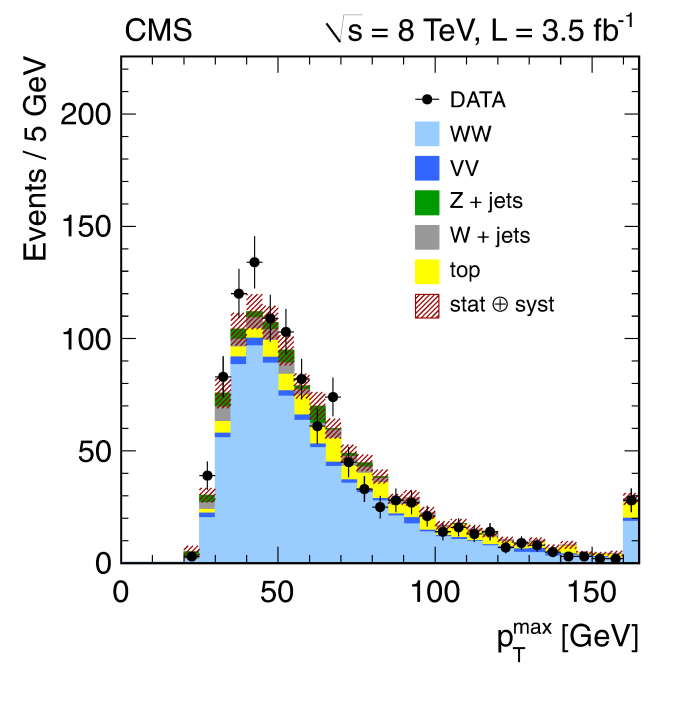 CMS √s = 8 TeV, L = 3.5 fb⁻¹
Events / 5 GeV
200
150
100
50
0
DATA
WW
VV
Z + jets
W + jets
top
stat ⊕ syst
0 50 100 150
p_T^max [GeV]